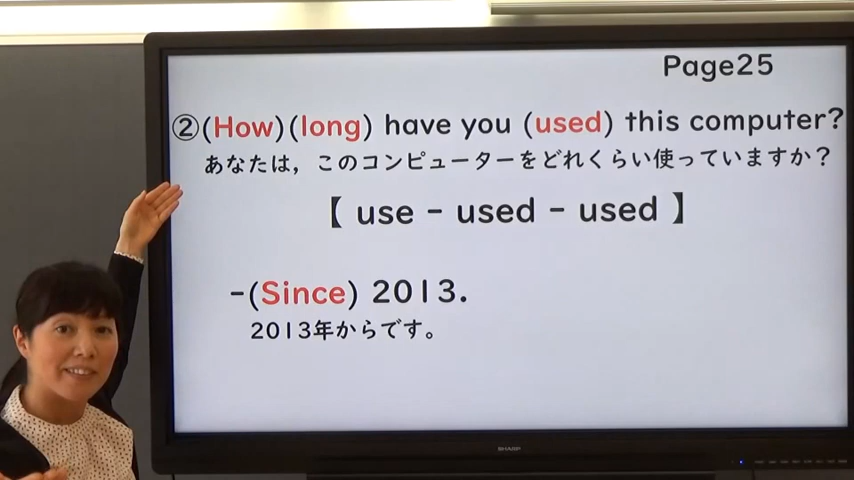 Page25
②(How)(long) have you (used) this computer?
あなたは，このコンピューターをどれくらい使っていますか？
【 use – used – used 】
-(Since) 2013.
2013年からです。
SHARP